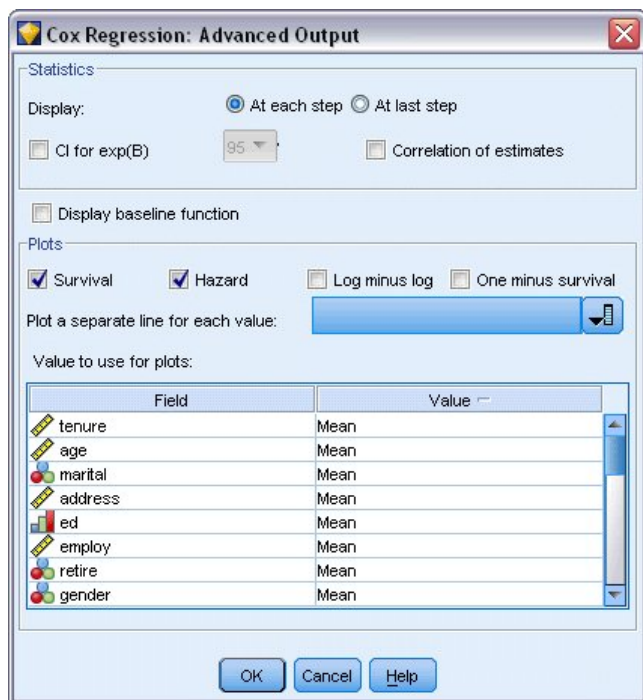 Cox Regression: Advanced Output
Statistics
Display: At each step At last step
CI for exp(B) 95 Correlation of estimates
Display baseline function
Plots
Survival Hazard Log minus log One minus survival
Plot a separate line for each value:
Value to use for plots:
Field Value
tenure Mean
age Mean
marital Mean
address Mean
ed Mean
employ Mean
retire Mean
gender Mean
OK Cancel Help